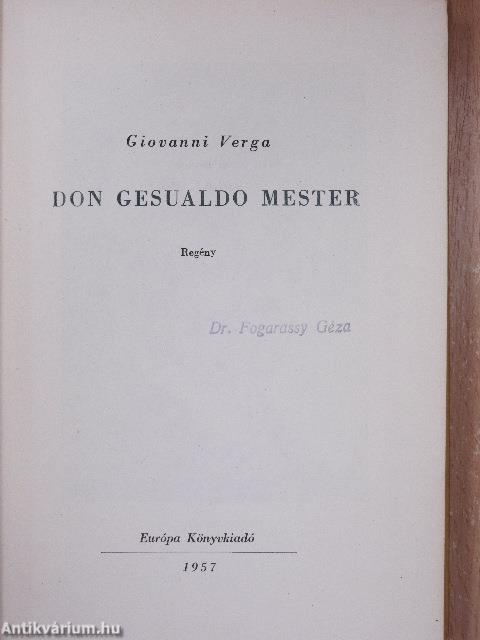 Giovanni Verga
DON GESUALDO MESTER
Regény
Dr. Fogarassy Géza
Európa Könyvkiadó
1957
Antikvárium.hu